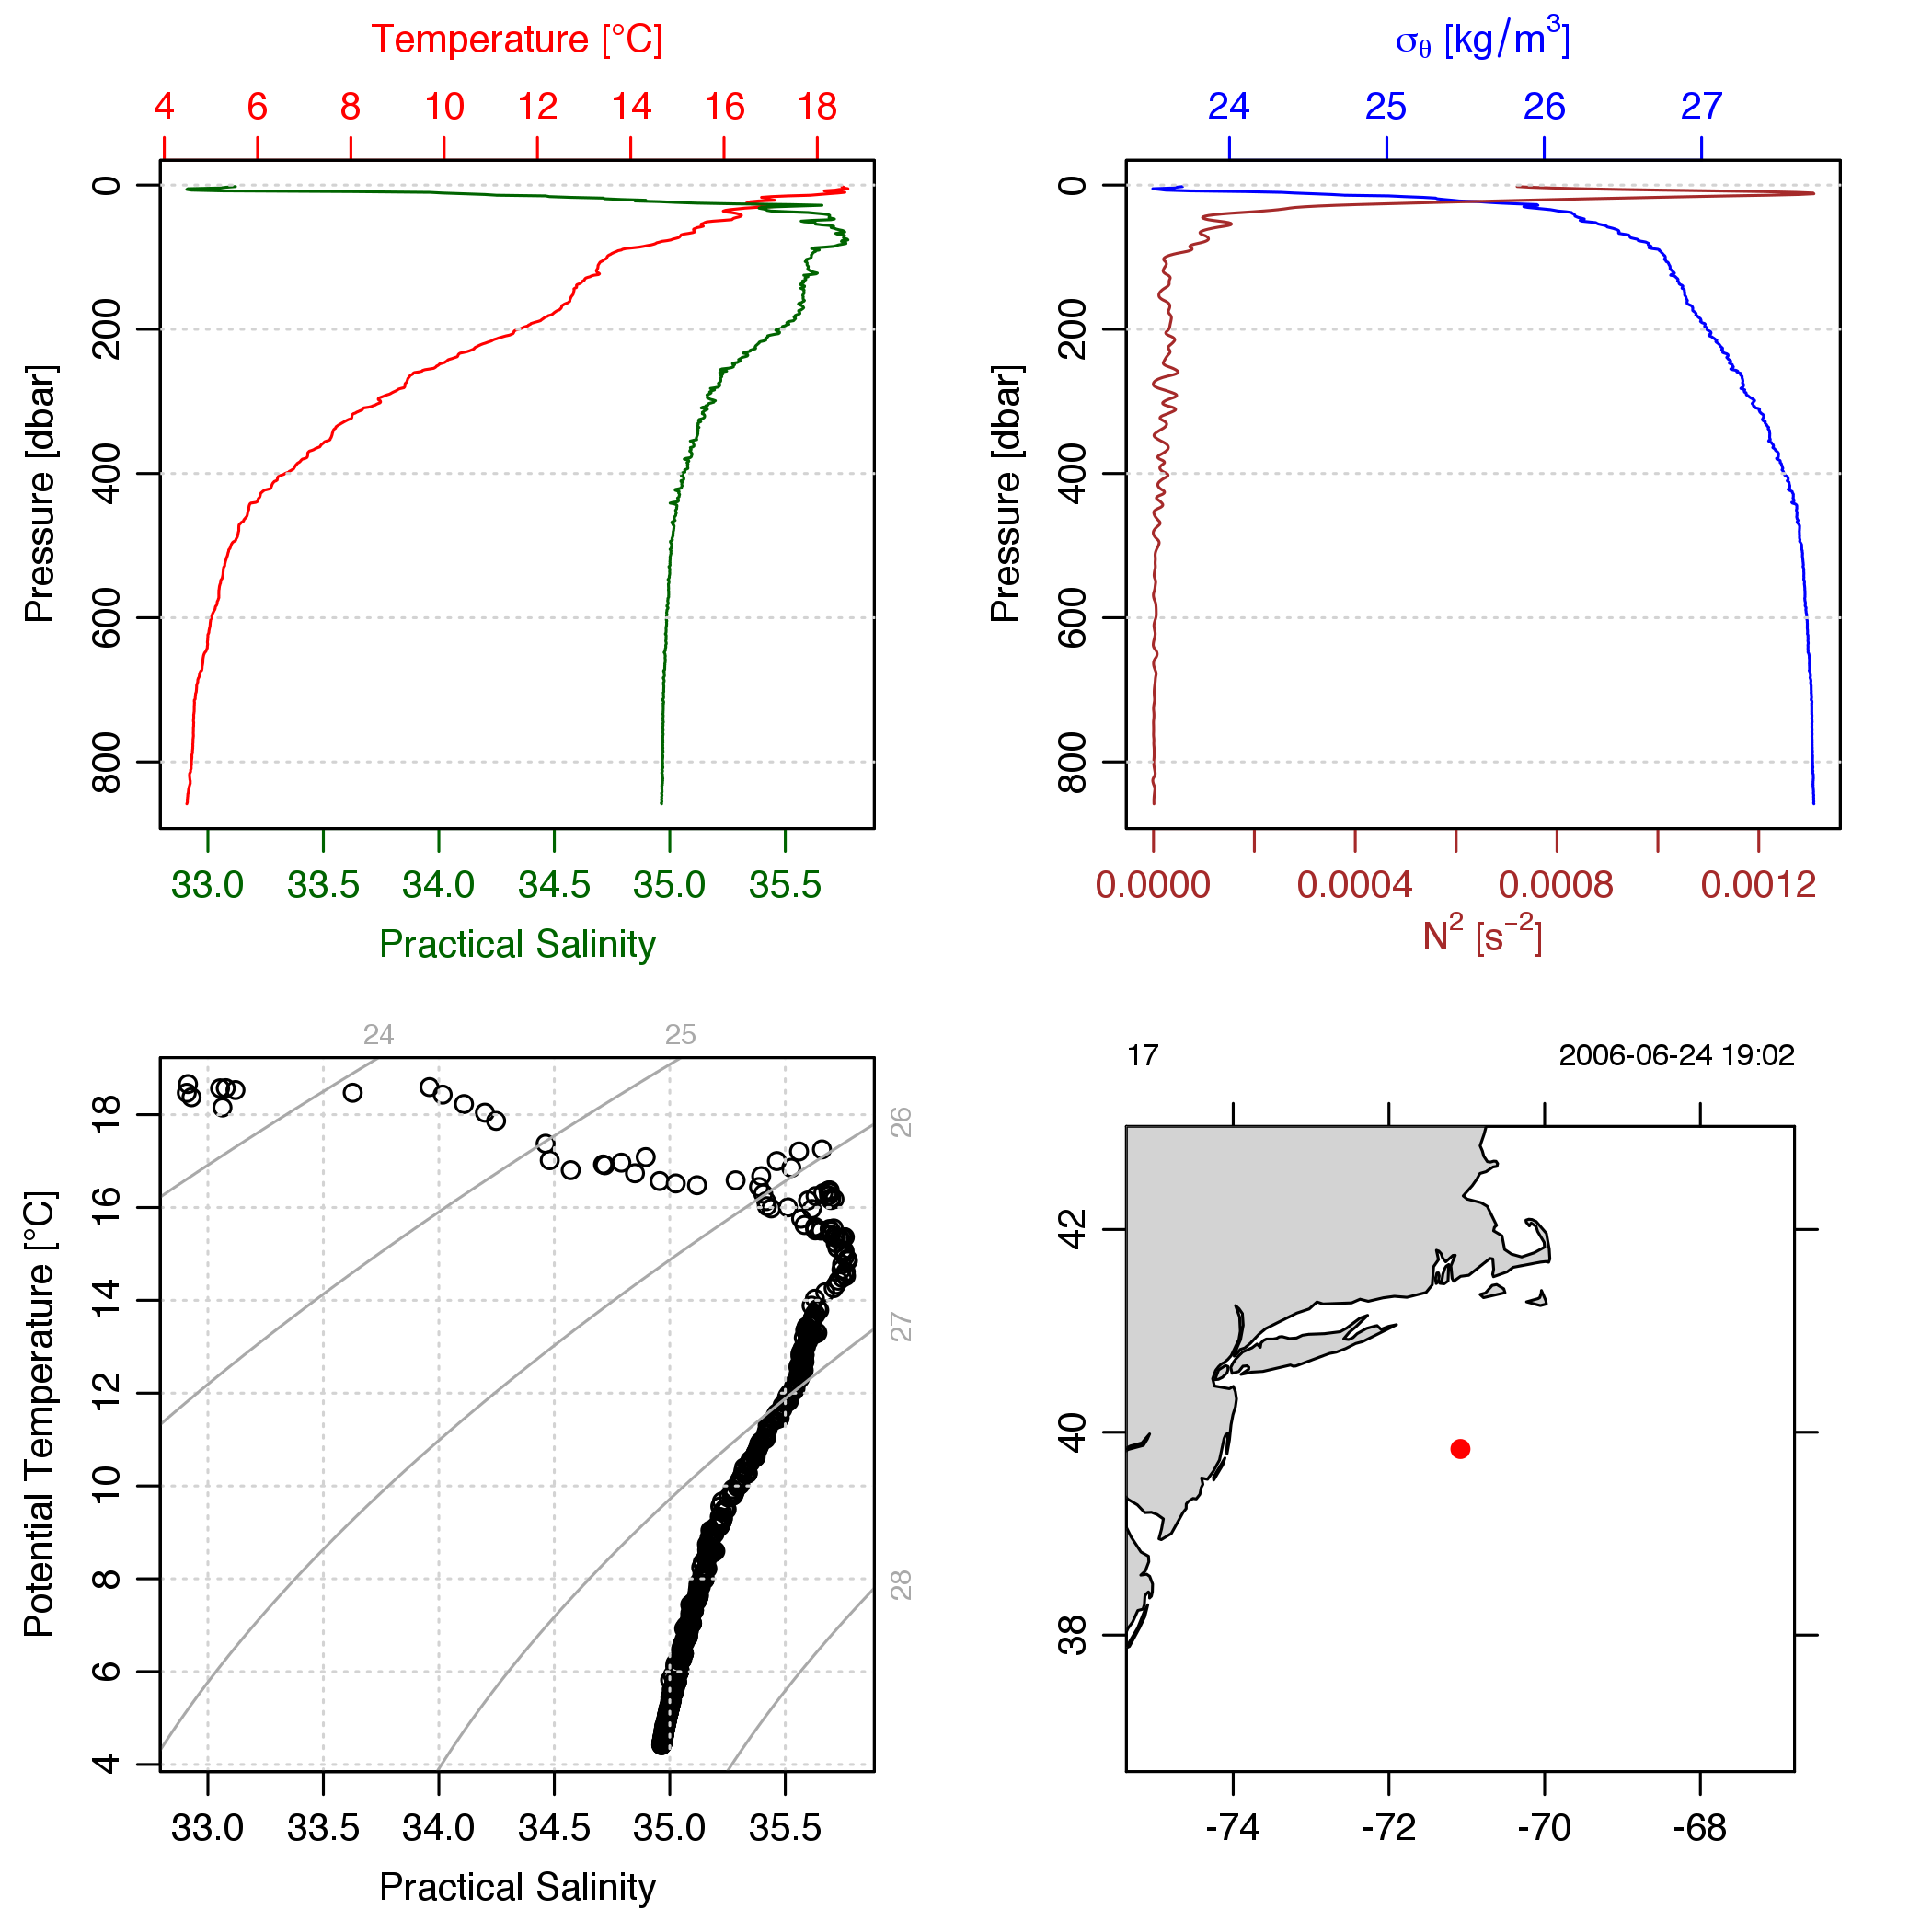 Temperature [°C]
4 6 8 10 12 14 16 18
Pressure [dbar]
0 200 400 600 800
33.0 33.5 34.0 34.5 35.0 35.5
Practical Salinity
σθ [kg/m³]
24 25 26 27
Pressure [dbar]
0 200 400 600 800
0.0000 0.0004 0.0008 0.0012
N² [s⁻²]
24 25
26
27
28
Potential Temperature [°C]
18 16 14 12 10 8 6 4
33.0 33.5 34.0 34.5 35.0 35.5
Practical Salinity
17 2006-06-24 19:02
42 40 38
-74 -72 -70 -68